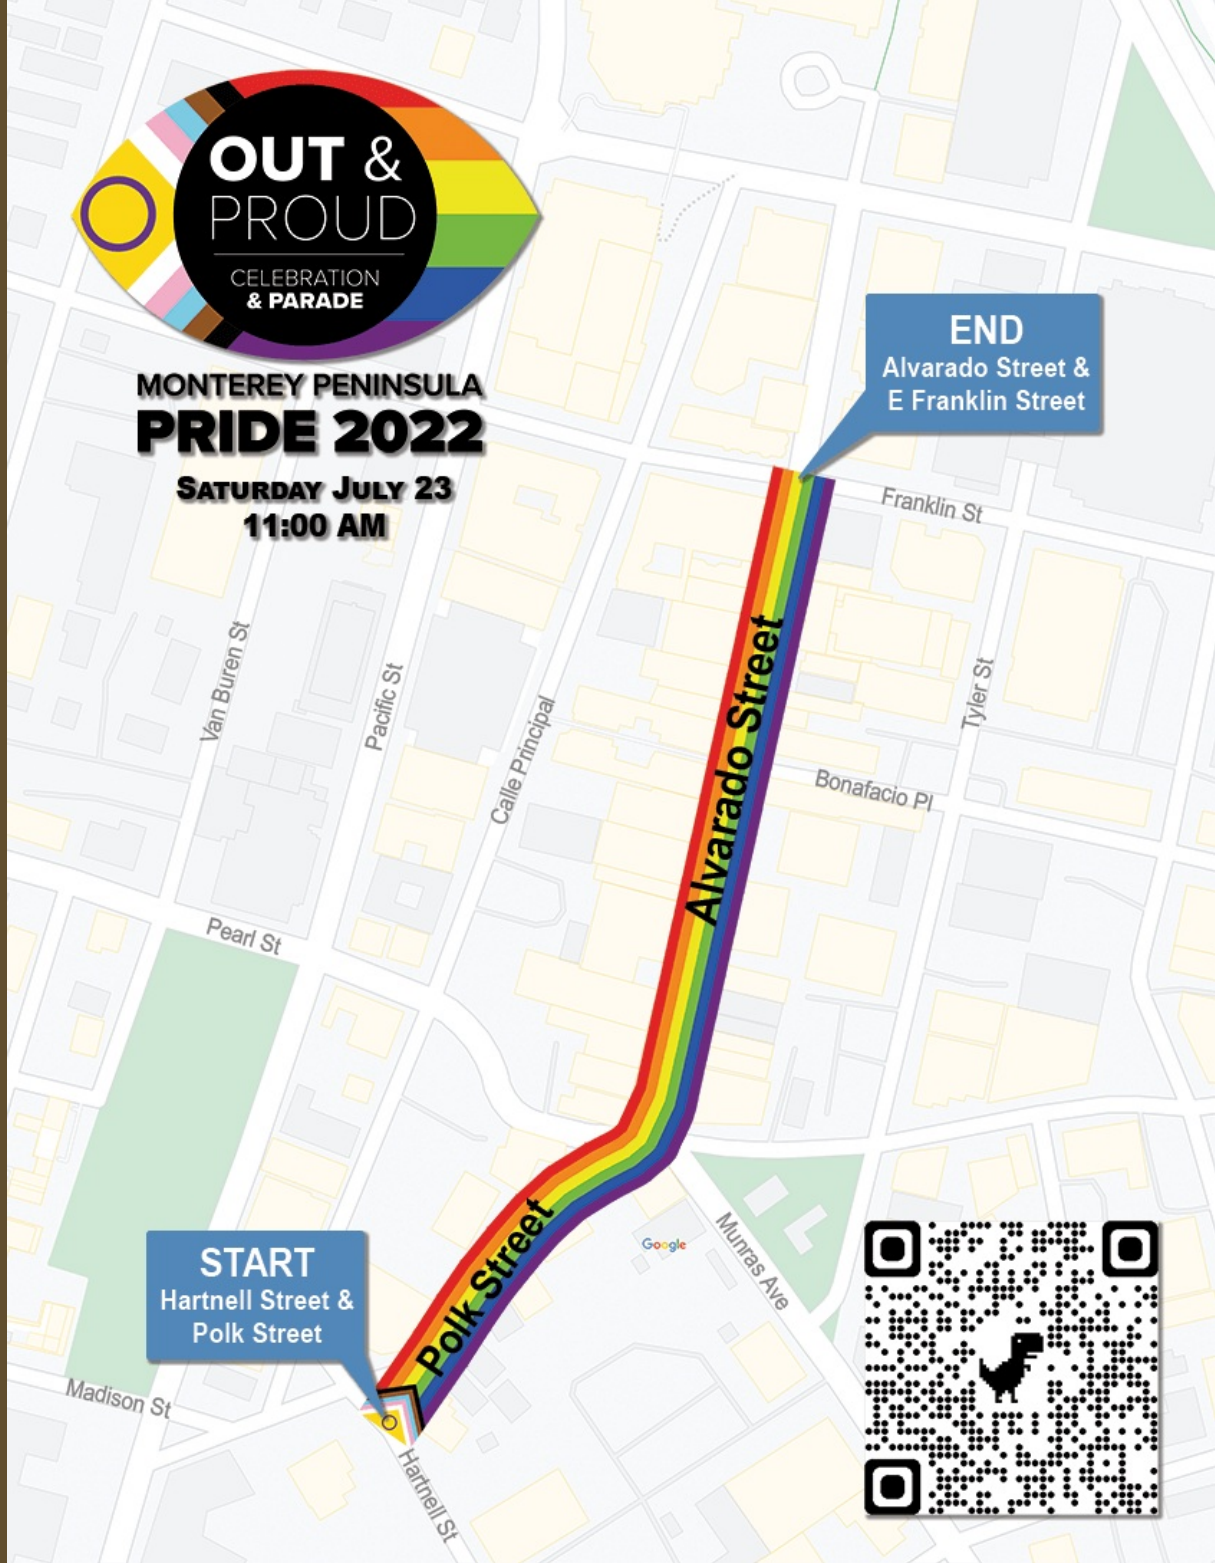 OUT &
PROUD
CELEBRATION
& PARADE
MONTEREY PENINSULA
PRIDE 2022
SATURDAY JULY 23
11:00 AM
END
Alvarado Street &
E Franklin Street
Franklin St
Alvarado Street
Van Buren St
Pacific St
Calle Principal
Tyler St
Bonafacio Pl
Pearl St
Polk Street
Munras Ave
Google
START
Hartnell Street &
Polk Street
Madison St
Hartnell St